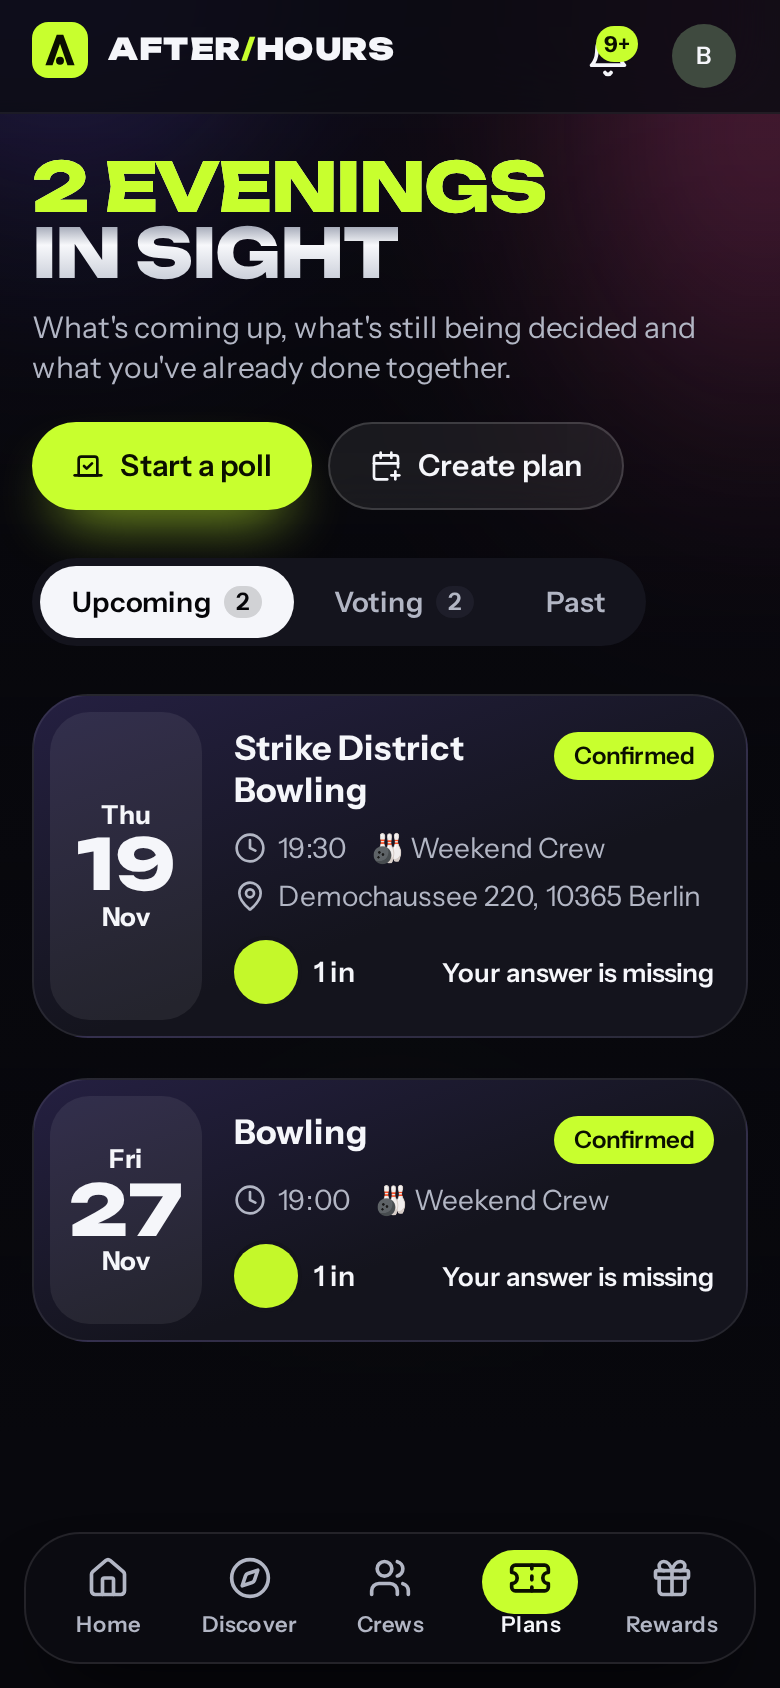 AFTER/HOURS
9+
B
2 EVENINGS
IN SIGHT
What's coming up, what's still being decided and
what you've already done together.
Start a poll
Create plan
Upcoming 2
Voting 2
Past
Thu
19
Nov
Strike District
Bowling
Confirmed
19:30
Weekend Crew
Demochaussee 220, 10365 Berlin
1 in
Your answer is missing
Fri
27
Nov
Bowling
Confirmed
19:00
Weekend Crew
1 in
Your answer is missing
Home
Discover
Crews
Plans
Rewards